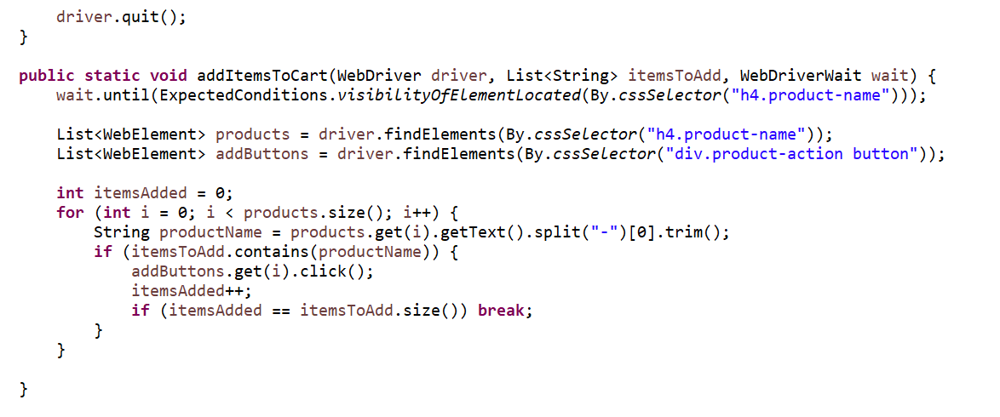 driver.quit();
}
public static void addItemsToCart(WebDriver driver, List<String> itemsToAdd, WebDriverWait wait) {
wait.until(ExpectedConditions.visibilityOfElementLocated(By.cssSelector("h4.product-name")));
List<WebElement> products = driver.findElements(By.cssSelector("h4.product-name"));
List<WebElement> addButtons = driver.findElements(By.cssSelector("div.product-action button"));
int itemsAdded = 0;
for (int i = 0; i < products.size(); i++) {
String productName = products.get(i).getText().split("-")[0].trim();
if (itemsToAdd.contains(productName)) {
addButtons.get(i).click();
itemsAdded++;
if (itemsAdded == itemsToAdd.size()) break;
}
}
}